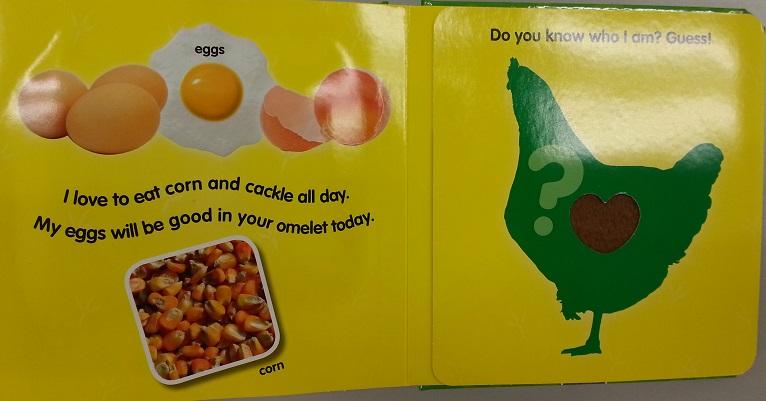 eggs
I love to eat corn and cackle all day.
My eggs will be good in your omelet today.
corn
Do you know who I am? Guess!
?